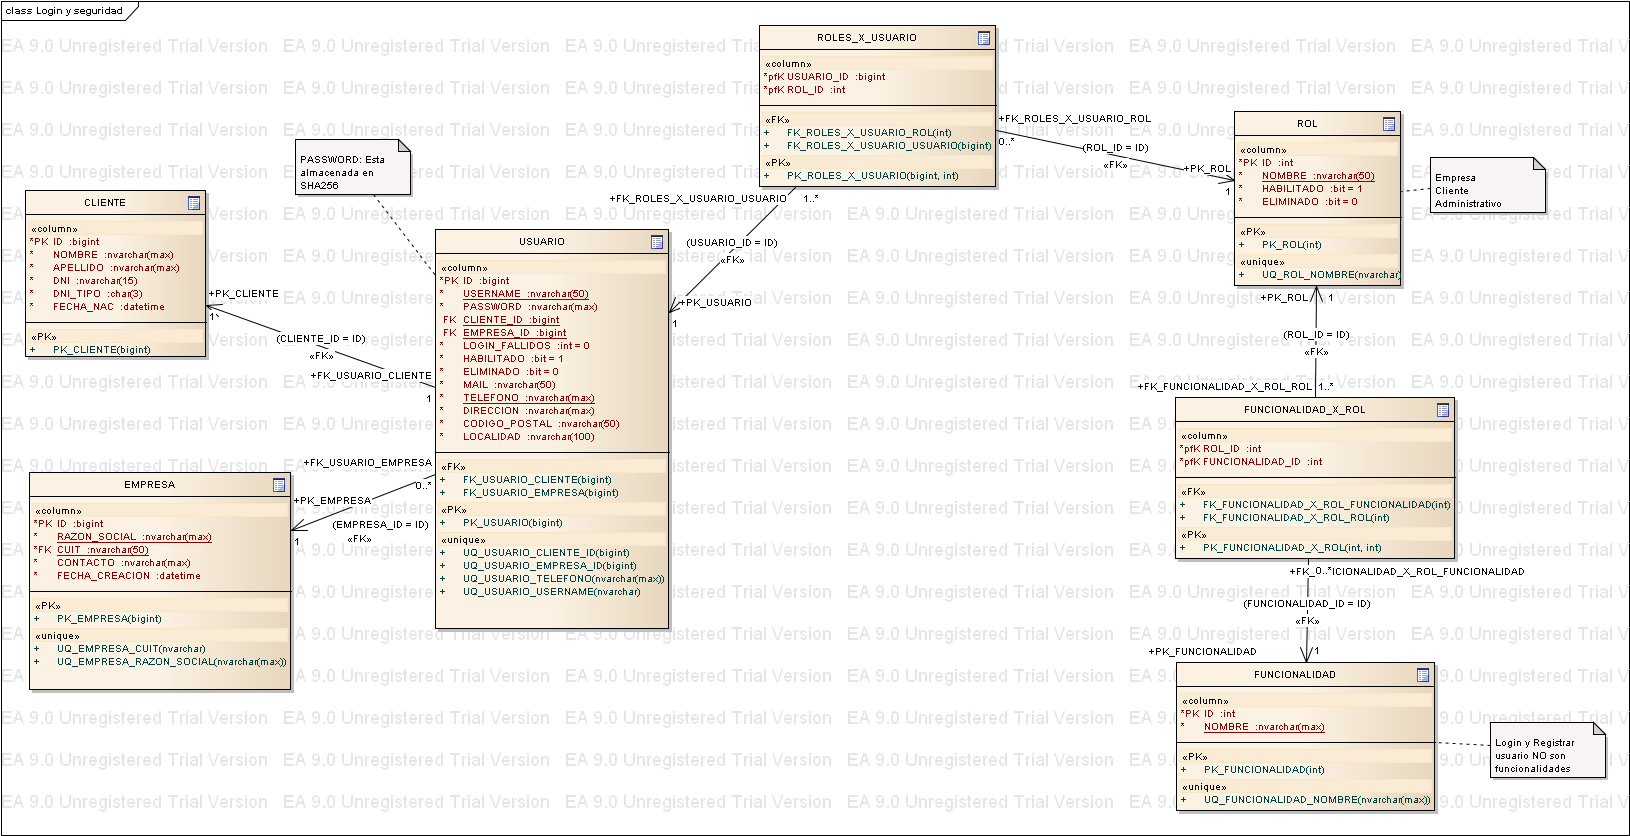 class Login y seguridad
EA 9.0 Unregistered Trial Version
ROLES_X_USUARIO
«column»
*pfK USUARIO_ID :bigint
*pfK ROL_ID :int
«FK»
+ FK_ROLES_X_USUARIO_ROL(int)
+ FK_ROLES_X_USUARIO_USUARIO(bigint)
«PK»
+ PK_ROLES_X_USUARIO(bigint, int)
+FK_ROLES_X_USUARIO_ROL
0..*
(ROL_ID = ID)
«FK»
+PK_ROL
1
ROL
«column»
*PK ID :int
* NOMBRE :nvarchar(50)
* HABILITADO :bit = 1
* ELIMINADO :bit = 0
«PK»
+ PK_ROL(int)
«unique»
+ UQ_ROL_NOMBRE(nvarchar)
Empresa
Cliente
Administrativo
PASSWORD: Esta
almacenada en
SHA256
+FK_ROLES_X_USUARIO_USUARIO
1..*
(USUARIO_ID = ID)
«FK»
+PK_USUARIO
1
CLIENTE
«column»
*PK ID :bigint
* NOMBRE :nvarchar(max)
* APELLIDO :nvarchar(max)
* DNI :nvarchar(15)
* DNI_TIPO :char(3)
* FECHA_NAC :datetime
«PK»
+ PK_CLIENTE(bigint)
+PK_CLIENTE
1
(CLIENTE_ID = ID)
«FK»
+FK_USUARIO_CLIENTE
1
USUARIO
«column»
*PK ID :bigint
* USERNAME :nvarchar(50)
* PASSWORD :nvarchar(max)
FK CLIENTE_ID :bigint
FK EMPRESA_ID :bigint
* LOGIN_FALLIDOS :int = 0
* HABILITADO :bit = 1
* ELIMINADO :bit = 0
* MAIL :nvarchar(50)
* TELEFONO :nvarchar(max)
* DIRECCION :nvarchar(max)
* CODIGO_POSTAL :nvarchar(50)
* LOCALIDAD :nvarchar(100)
«FK»
+ FK_USUARIO_CLIENTE(bigint)
+ FK_USUARIO_EMPRESA(bigint)
«PK»
+ PK_USUARIO(bigint)
«unique»
+ UQ_USUARIO_CLIENTE_ID(bigint)
+ UQ_USUARIO_EMPRESA_ID(bigint)
+ UQ_USUARIO_TELEFONO(nvarchar(max))
+ UQ_USUARIO_USERNAME(nvarchar)
+FK_USUARIO_EMPRESA
0..*
+PK_EMPRESA
(EMPRESA_ID = ID)
«FK»
1
EMPRESA
«column»
*PK ID :bigint
* RAZON_SOCIAL :nvarchar(max)
*FK CUIT :nvarchar(50)
* CONTACTO :nvarchar(max)
* FECHA_CREACION :datetime
«PK»
+ PK_EMPRESA(bigint)
«unique»
+ UQ_EMPRESA_CUIT(nvarchar)
+ UQ_EMPRESA_RAZON_SOCIAL(nvarchar(max))
+PK_ROL
1
(ROL_ID = ID)
«FK»
+FK_FUNCIONALIDAD_X_ROL_ROL
1..*
FUNCIONALIDAD_X_ROL
«column»
*pfK ROL_ID :int
*pfK FUNCIONALIDAD_ID :int
«FK»
+ FK_FUNCIONALIDAD_X_ROL_FUNCIONALIDAD(int)
+ FK_FUNCIONALIDAD_X_ROL_ROL(int)
«PK»
+ PK_FUNCIONALIDAD_X_ROL(int, int)
+FK_0..*ICIONALIDAD_X_ROL_FUNCIONALIDAD
(FUNCIONALIDAD_ID = ID)
«FK»
+PK_FUNCIONALIDAD
1
FUNCIONALIDAD
«column»
*PK ID :int
* NOMBRE :nvarchar(max)
«PK»
+ PK_FUNCIONALIDAD(int)
«unique»
+ UQ_FUNCIONALIDAD_NOMBRE(nvarchar(max))
Login y Registrar
usuario NO son
funcionalidades